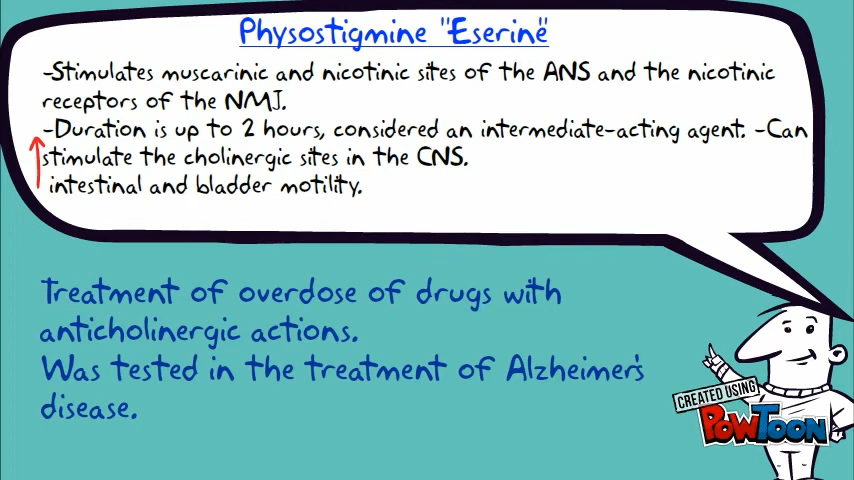 Physostigmine "Eserine"
-Stimulates muscarinic and nicotinic sites of the ANS and the nicotinic
receptors of the NMJ.
-Duration is up to 2 hours, considered an intermediate-acting agent. -Can
stimulate the cholinergic sites in the CNS.
intestinal and bladder motility.
Treatment of overdose of drugs with
anticholinergic actions.
Was tested in the treatment of Alzheimer's
disease.
CREATED USING
POWTOON